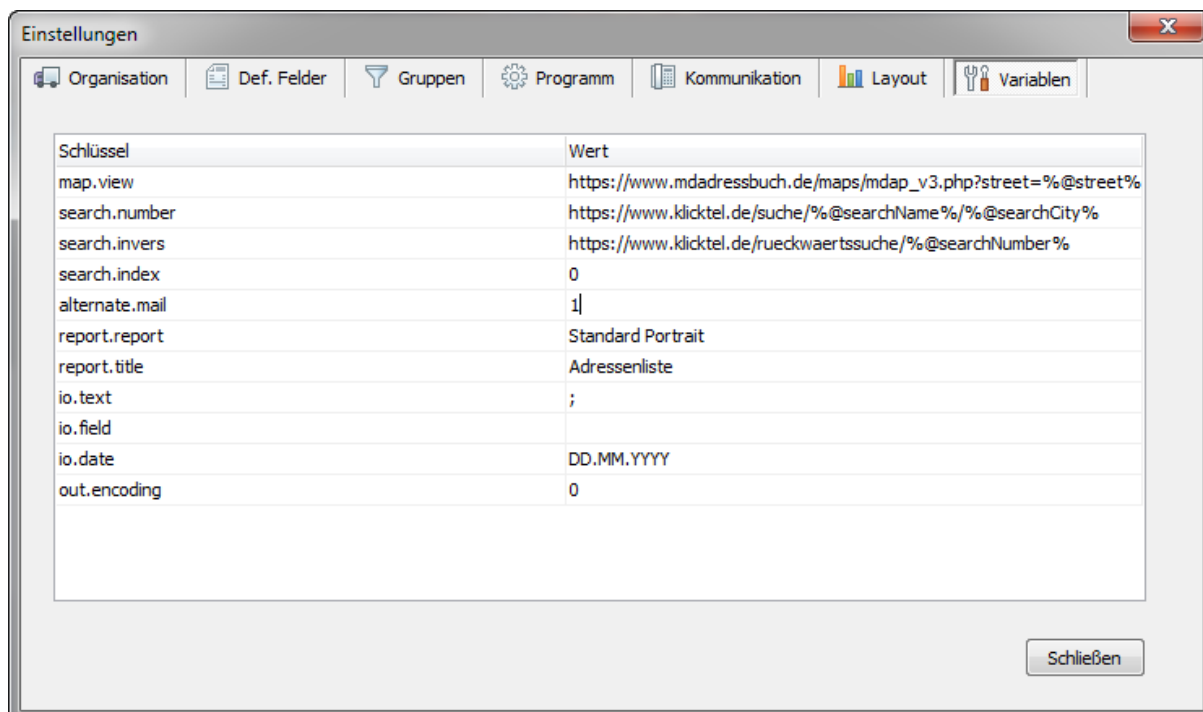 Einstellungen
x
Organisation Def. Felder Gruppen Programm Kommunikation Layout Variablen
Schlüssel Wert
map.view https://www.mdadressbuch.de/maps/mdap_v3.php?street=%@street%
search.number https://www.klicktel.de/suche/%@searchName%/%@searchCity%
search.invers https://www.klicktel.de/rueckwaertssuche/%@searchNumber%
search.index 0
alternate.mail 1
report.report Standard Portrait
report.title Adressenliste
io.text ;
io.field
io.date DD.MM.YYYY
out.encoding 0
Schließen